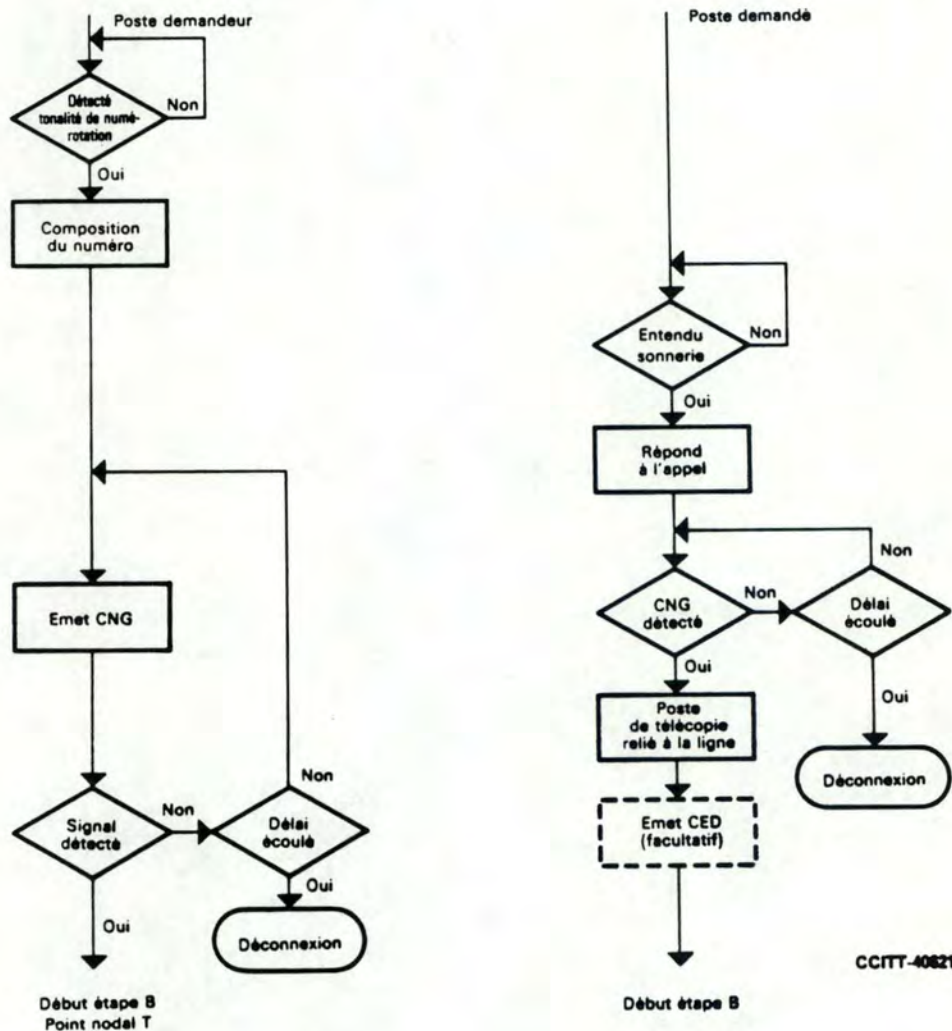 Poste demandeur
Détecté
tonalité de numé-
rotation
Non
Oui
Composition
du numéro
Emet CNG
Non
Signal
détecté
Non
Délai
écoulé
Oui
Oui
Déconnexion
Début étape B
Point nodal T
Poste demandé
Entendu
sonnerie
Non
Oui
Répond
à l'appel
Non
CNG
détecté
Non
Délai
écoulé
Oui
Oui
Poste
de télécopie
relié à la ligne
Déconnexion
Emet CED
(facultatif)
CCITT-40821
Début étape B